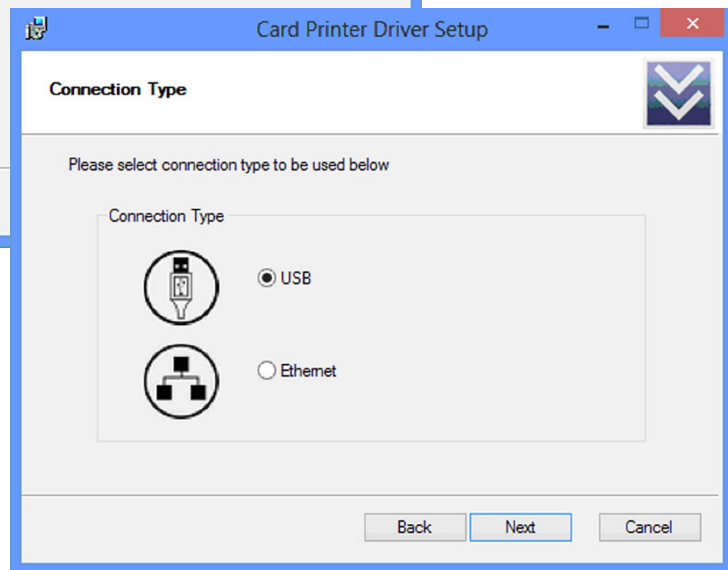 Card Printer Driver Setup
Connection Type
Please select connection type to be used below
Connection Type
USB
Ethernet
Back Next Cancel